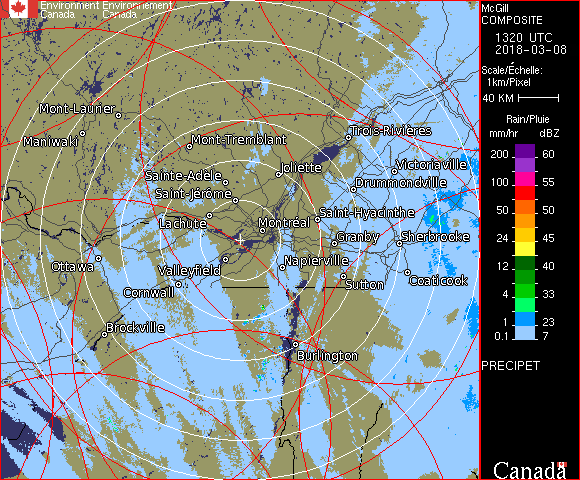 Environment Environnement
Canada Canada
McGill
COMPOSITE
1320 UTC
2018-03-08
Scale/Échelle:
1km/Pixel
40 KM
Rain/Pluie
mm/hr dBZ
200 60
150 55
100 55
50 50
24 45
12 40
4 33
1 23
0.1 7
PRECIPET
Canada
Mont-Laurier
Maniwaki
Mont-Tremblant
Trois-Rivières
Sainte-Adèle
Joliette
Victoriaville
Saint-Jérôme
Drummondville
Lachute
Montréal
Saint-Hyacinthe
Granby
Sherbrooke
Ottawa
Valleyfield
Napierville
Sutton
Coaticook
Cornwall
Brockville
Burlington